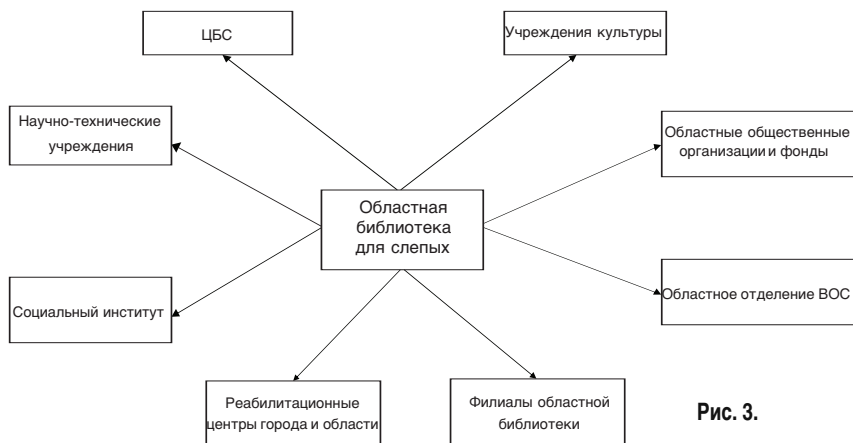 ЦБС
Учреждения культуры
Научно-технические
учреждения
Областные общественные
организации и фонды
Областная
библиотека
для слепых
Социальный институт
Областное отделение ВОС
Реабилитационные
центры города и области
Филиалы областной
библиотеки
Рис. 3.